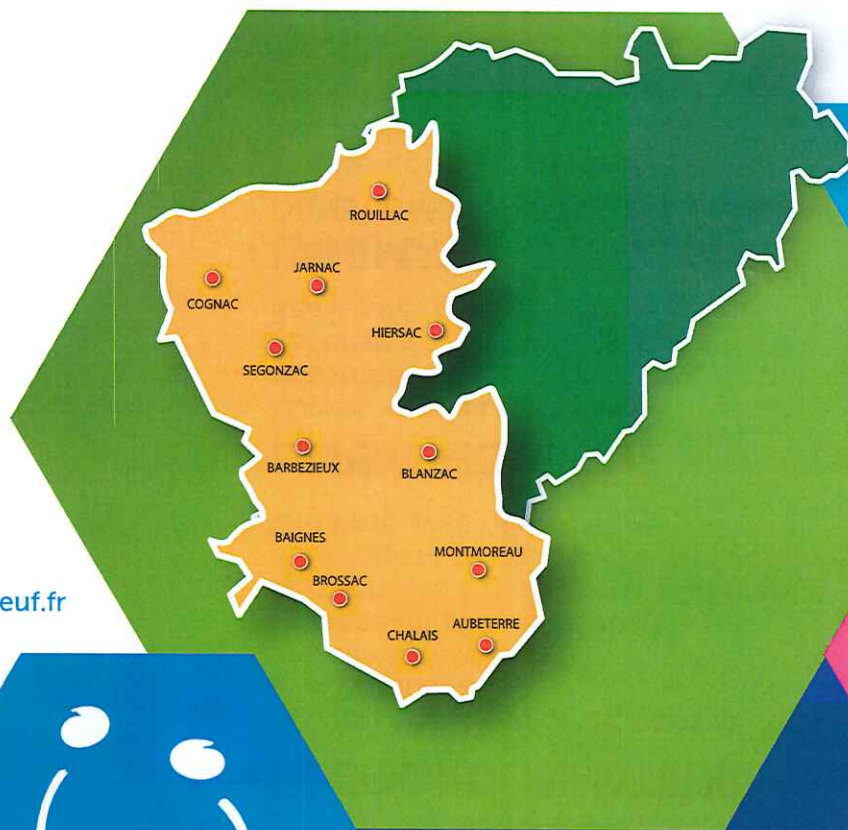 ROUILLAC
JARNAC
COGNAC
HIERSAC
SEGONZAC
BARBEZIEUX
BLANZAC
BAIGNES
MONTMOREAU
BROSSAC
euf.fr
AUBETERRE
CHALAIS